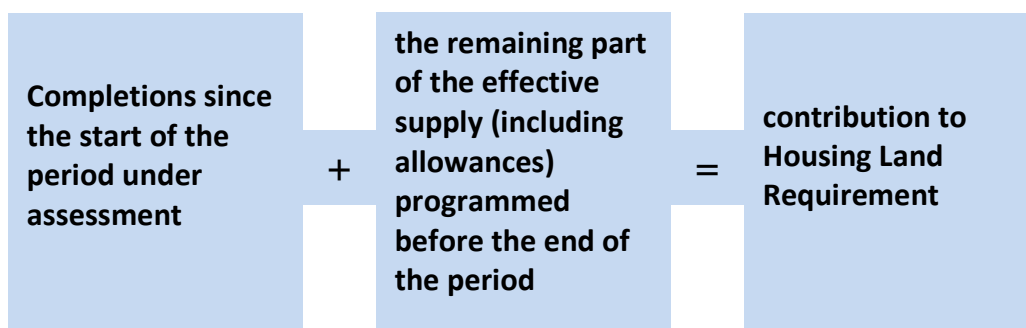 Completions since
the start of the
period under
assessment
+
the remaining part
of the effective
supply (including
allowances)
programmed
before the end of
the period
=
contribution to
Housing Land
Requirement